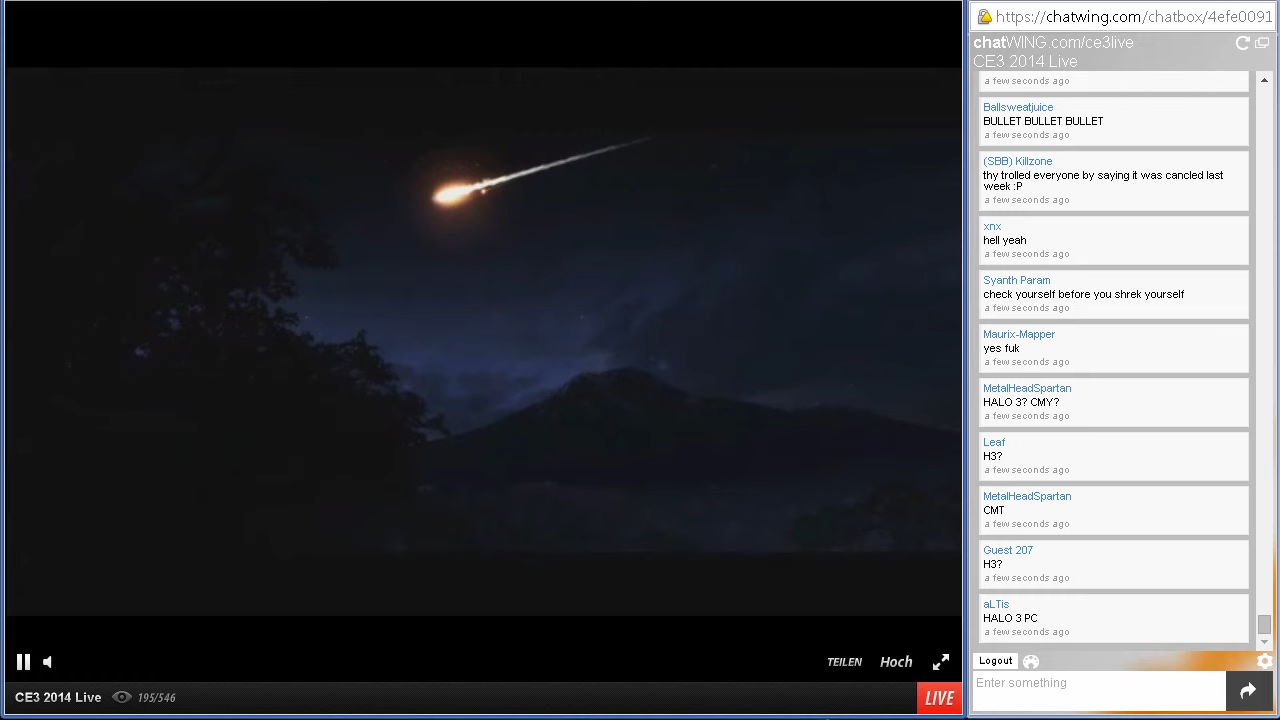 https://chatwing.com/chatbox/4efe0091
chatWING.com/ce3live
CE3 2014 Live
a few seconds ago
Ballsweatjuice
BULLET BULLET BULLET
a few seconds ago
(SBB) Killzone
thy trolled everyone by saying it was cancled last
week :P
a few seconds ago
xnx
hell yeah
a few seconds ago
Syanth Param
check yourself before you shrek yourself
a few seconds ago
Maurix-Mapper
yes fuk
a few seconds ago
MetalHeadSpartan
HALO 3? CMY?
a few seconds ago
Leaf
H3?
a few seconds ago
MetalHeadSpartan
CMT
a few seconds ago
Guest 207
H3?
a few seconds ago
aLTis
HALO 3 PC
a few seconds ago
Logout
Enter something
TEILEN Hoch
CE3 2014 Live 195/546 LIVE